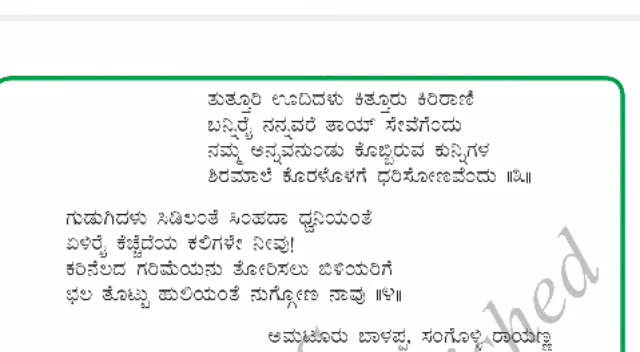 ತುತ್ತೂರಿ ಊದಿದಳು ಕಿತ್ತೂರು ಕಿರಿರಾಣಿ
ಬನ್ನಿರೈ ನನ್ನವರೆ ತಾಯ್ ಸೇವೆಗೆಂದು
ನಮ್ಮ ಅನ್ನವನುಂಡು ಕೊಬ್ಬಿರುವ ಕುನ್ನಿಗಳ
ಶಿರಮಾಲೆ ಕೊರಳೊಳಗೆ ಧರಿಸೋಣವೆಂದು ॥೩॥
ಗುಡುಗಿದಳು ಸಿಡಿಲಂತೆ ಸಿಂಹದಾ ಧ್ವನಿಯಂತೆ
ಏಳಿರೈ ಕೆಚ್ಚೆದೆಯ ಕಲಿಗಳೇ ನೀವು!
ಕರಿನೆಲದ ಗರಿಮೆಯನು ತೋರಿಸಲು ಬಿಳಿಯರಿಗೆ
ಛಲ ತೊಟ್ಟು ಹುಲಿಯಂತೆ ನುಗ್ಗೋಣ ನಾವು ॥೪॥
ಅಮಟೂರು ಬಾಳಪ್ಪ, ಸಂಗೊಳ್ಳಿ ರಾಯಣ್ಣ